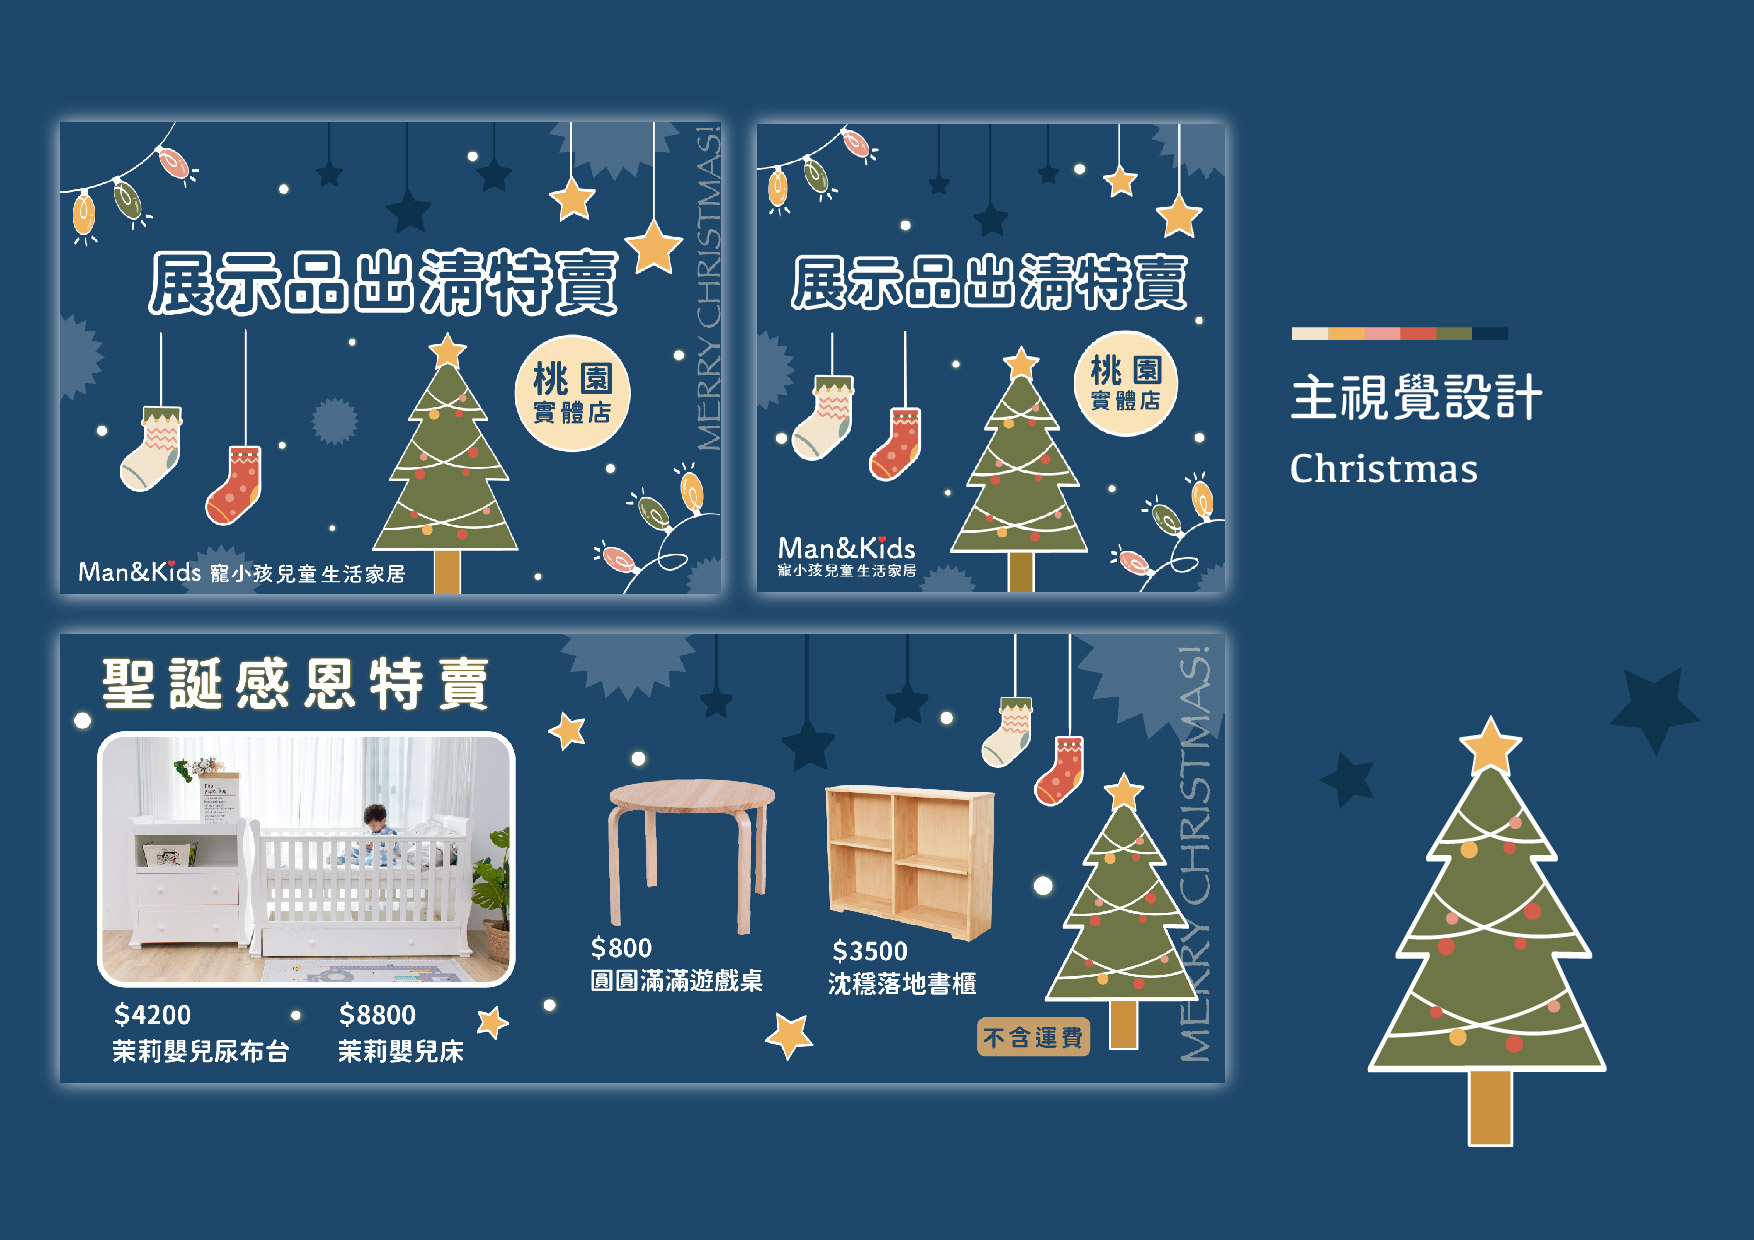 展示品出清特賣
桃園
實體店
MERRY CHRISTMAS!
Man&Kids 寵小孩兒童生活家居
展示品出清特賣
桃園
實體店
Man&Kids
寵小孩兒童生活家居
主視覺設計
Christmas
聖誕感恩特賣
$4200
茉莉嬰兒尿布台
$8800
茉莉嬰兒床
$800
圓圓滿滿遊戲桌
$3500
沈穩落地書櫃
不含運費
MERRY CHRISTMAS!